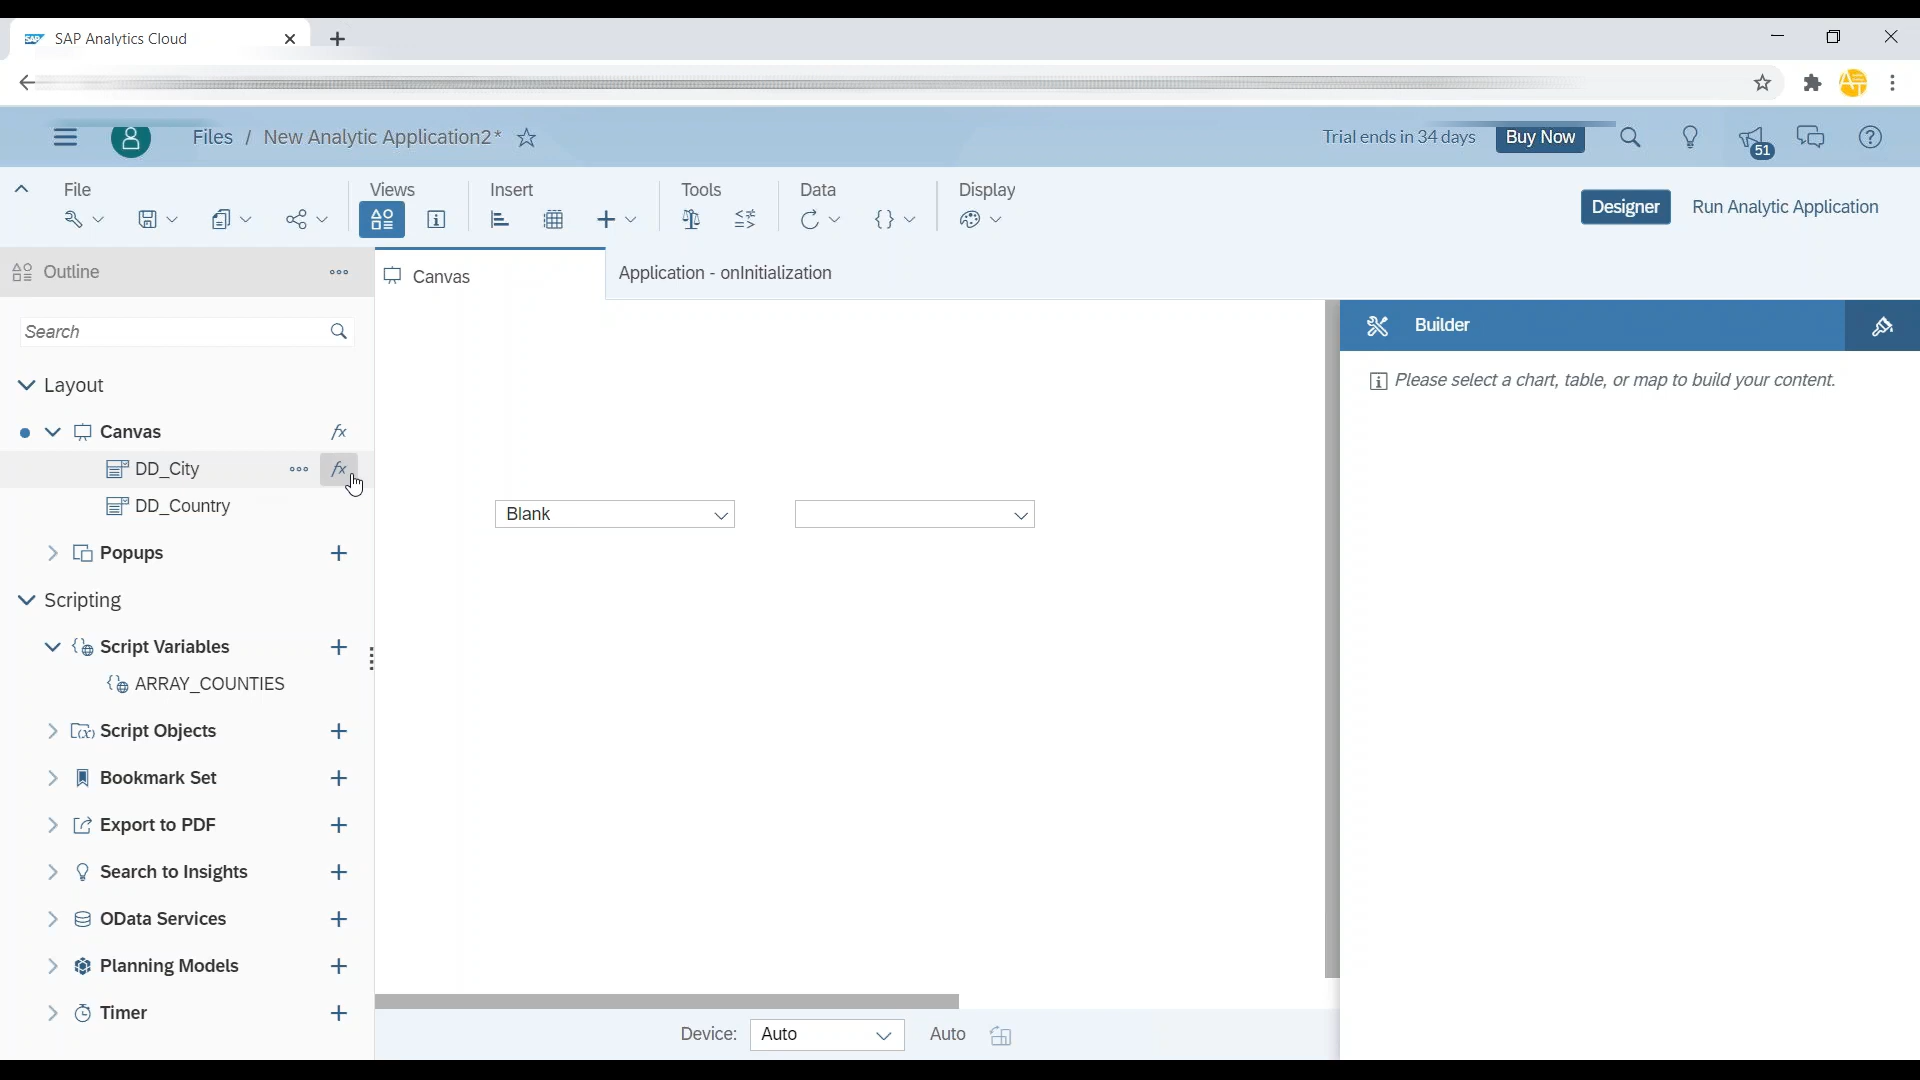 SAP Analytics Cloud
Files / New Analytic Application2*
Trial ends in 34 days
Buy Now
51
File
Views
Insert
Tools
Data
Display
Designer
Run Analytic Application
Outline
Canvas
Application - onInitialization
Search
Builder
Please select a chart, table, or map to build your content.
Layout
Canvas
fx
DD_City
fx
DD_Country
Blank
Popups
Scripting
Script Variables
ARRAY_COUNTIES
Script Objects
Bookmark Set
Export to PDF
Search to Insights
OData Services
Planning Models
Timer
Device: Auto
Auto